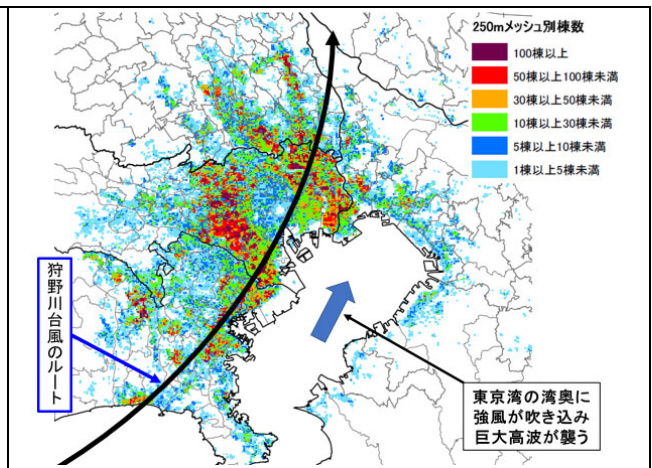 250mメッシュ別棟数
100棟以上
50棟以上100棟未満
30棟以上50棟未満
10棟以上30棟未満
5棟以上10棟未満
1棟以上5棟未満
狩野川台風のルート
東京湾の湾奥に
強風が吹き込み
巨大高波が襲う